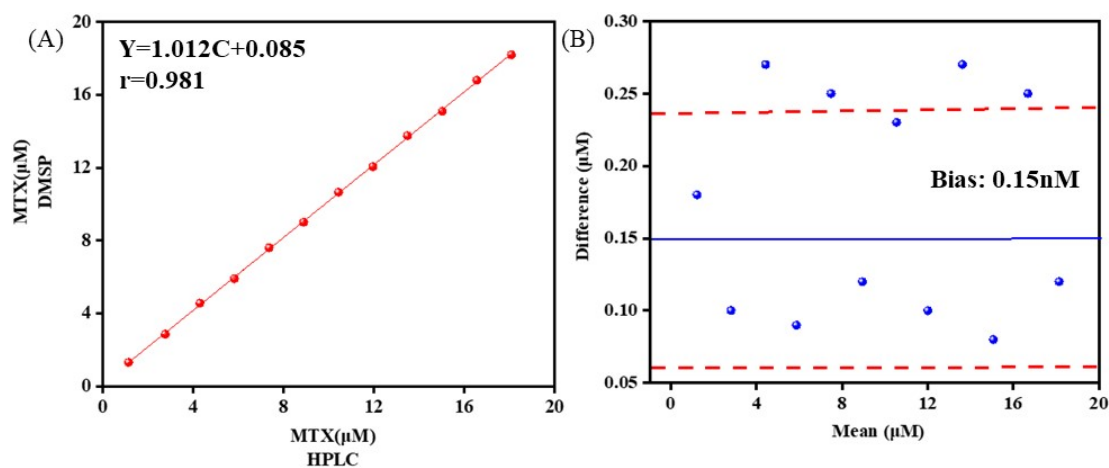 (A)
Y=1.012C+0.085
r=0.981
20
16
12
8
4
0
0
4
8
12
16
20
MTX(μM)
DMSP
MTX(μM)
HPLC
(B)
Bias: 0.15nM
0.30
0.25
0.20
0.15
0.10
0.05
0
4
8
12
16
20
Difference (μM)
Mean (μM)